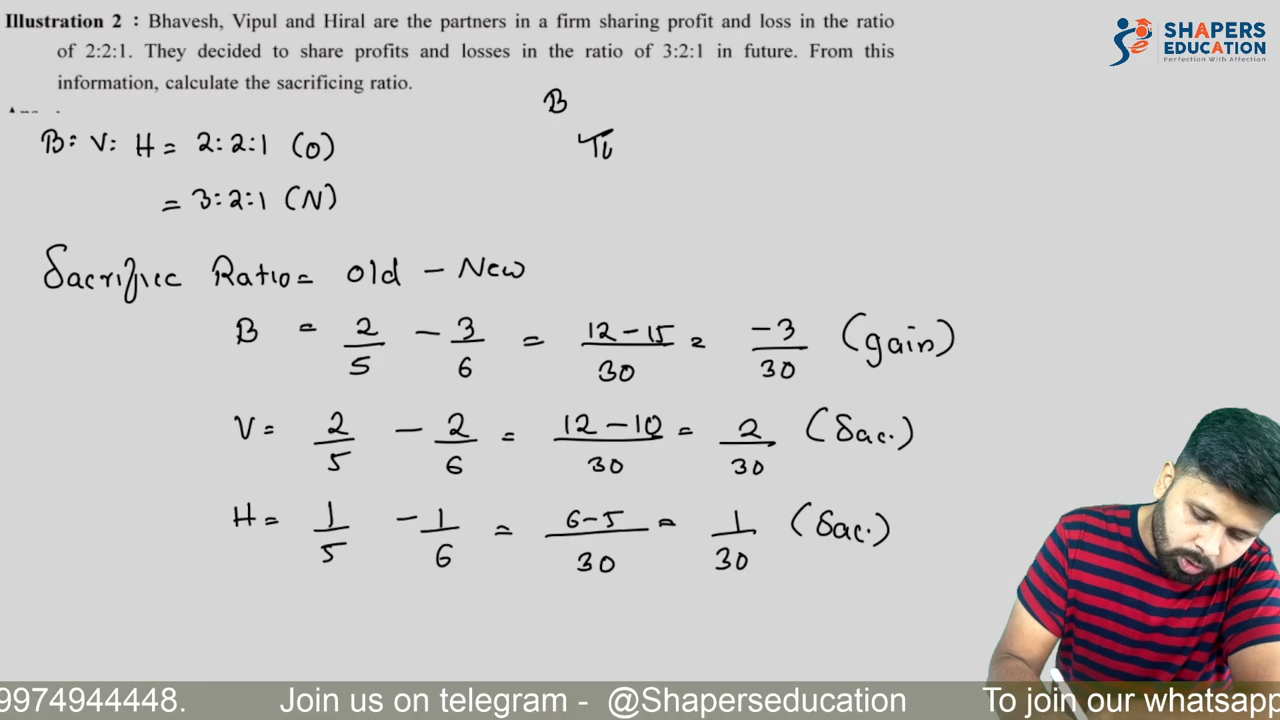 Illustration 2 : Bhavesh, Vipul and Hiral are the partners in a firm sharing profit and loss in the ratio
of 2:2:1. They decided to share profits and losses in the ratio of 3:2:1 in future. From this
information, calculate the sacrificing ratio.
SHAPERS
EDUCATION
Perfection With Affection
B
B: V: H = 2:2:1 (O)
= 3:2:1 (N)
Sacrific Ratio = Old - New
B = 2/5 - 3/6 = 12-15/30 = -3/30 (gain)
V = 2/5 - 2/6 = 12-10/30 = 2/30 (Sac.)
H = 1/5 - 1/6 = 6-5/30 = 1/30 (Sac.)
9974944448. Join us on telegram - @Shaperseducation To join our whatsapp